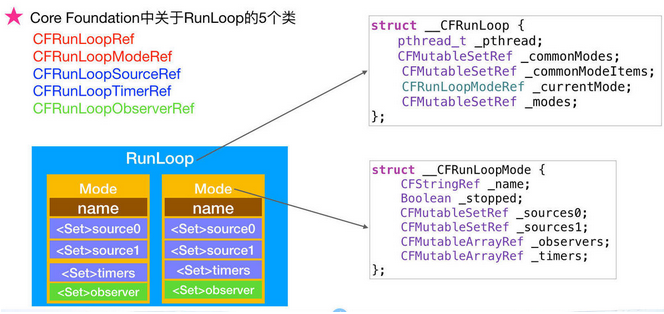 ★ Core Foundation中关于RunLoop的5个类
CFRunLoopRef
CFRunLoopModeRef
CFRunLoopSourceRef
CFRunLoopTimerRef
CFRunLoopObserverRef
struct __CFRunLoop {
pthread_t _pthread;
CFMutableSetRef _commonModes;
CFMutableSetRef _commonModeItems;
CFRunLoopModeRef _currentMode;
CFMutableSetRef _modes;
};
RunLoop
Mode
name
<Set>source0
<Set>source1
<Set>timers
<Set>observer
Mode
name
<Set>source0
<Set>source1
<Set>timers
<Set>observer
struct __CFRunLoopMode {
CFStringRef _name;
Boolean _stopped;
CFMutableSetRef _sources0;
CFMutableSetRef _sources1;
CFMutableArrayRef _observers;
CFMutableArrayRef _timers;
};